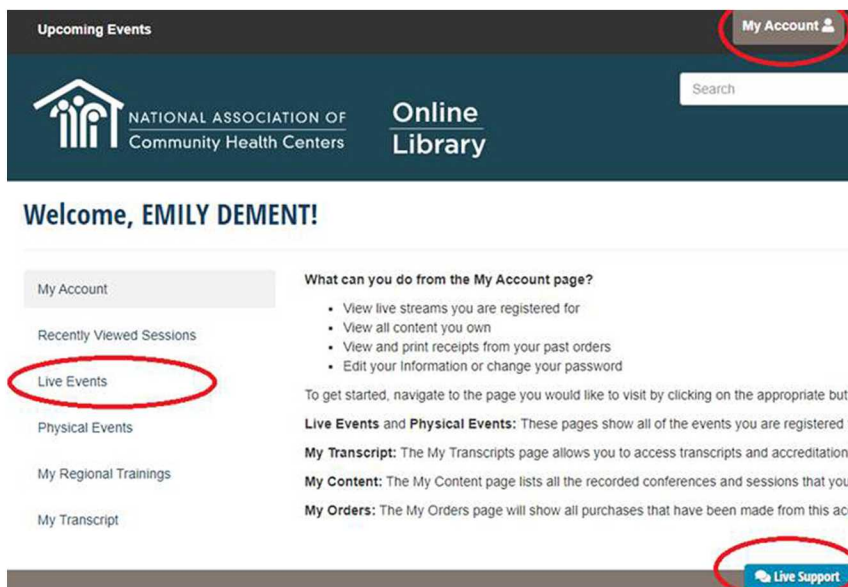 Upcoming Events
My Account
Search
NATIONAL ASSOCIATION OF
Community Health Centers
Online
Library
Welcome, EMILY DEMENT!
My Account
Recently Viewed Sessions
Live Events
Physical Events
My Regional Trainings
My Transcript
What can you do from the My Account page?
• View live streams you are registered for
• View all content you own
• View and print receipts from your past orders
• Edit your Information or change your password
To get started, navigate to the page you would like to visit by clicking on the appropriate but
Live Events and Physical Events: These pages show all of the events you are registered
My Transcript: The My Transcripts page allows you to access transcripts and accreditation
My Content: The My Content page lists all the recorded conferences and sessions that you
My Orders: The My Orders page will show all purchases that have been made from this ac
Live Support